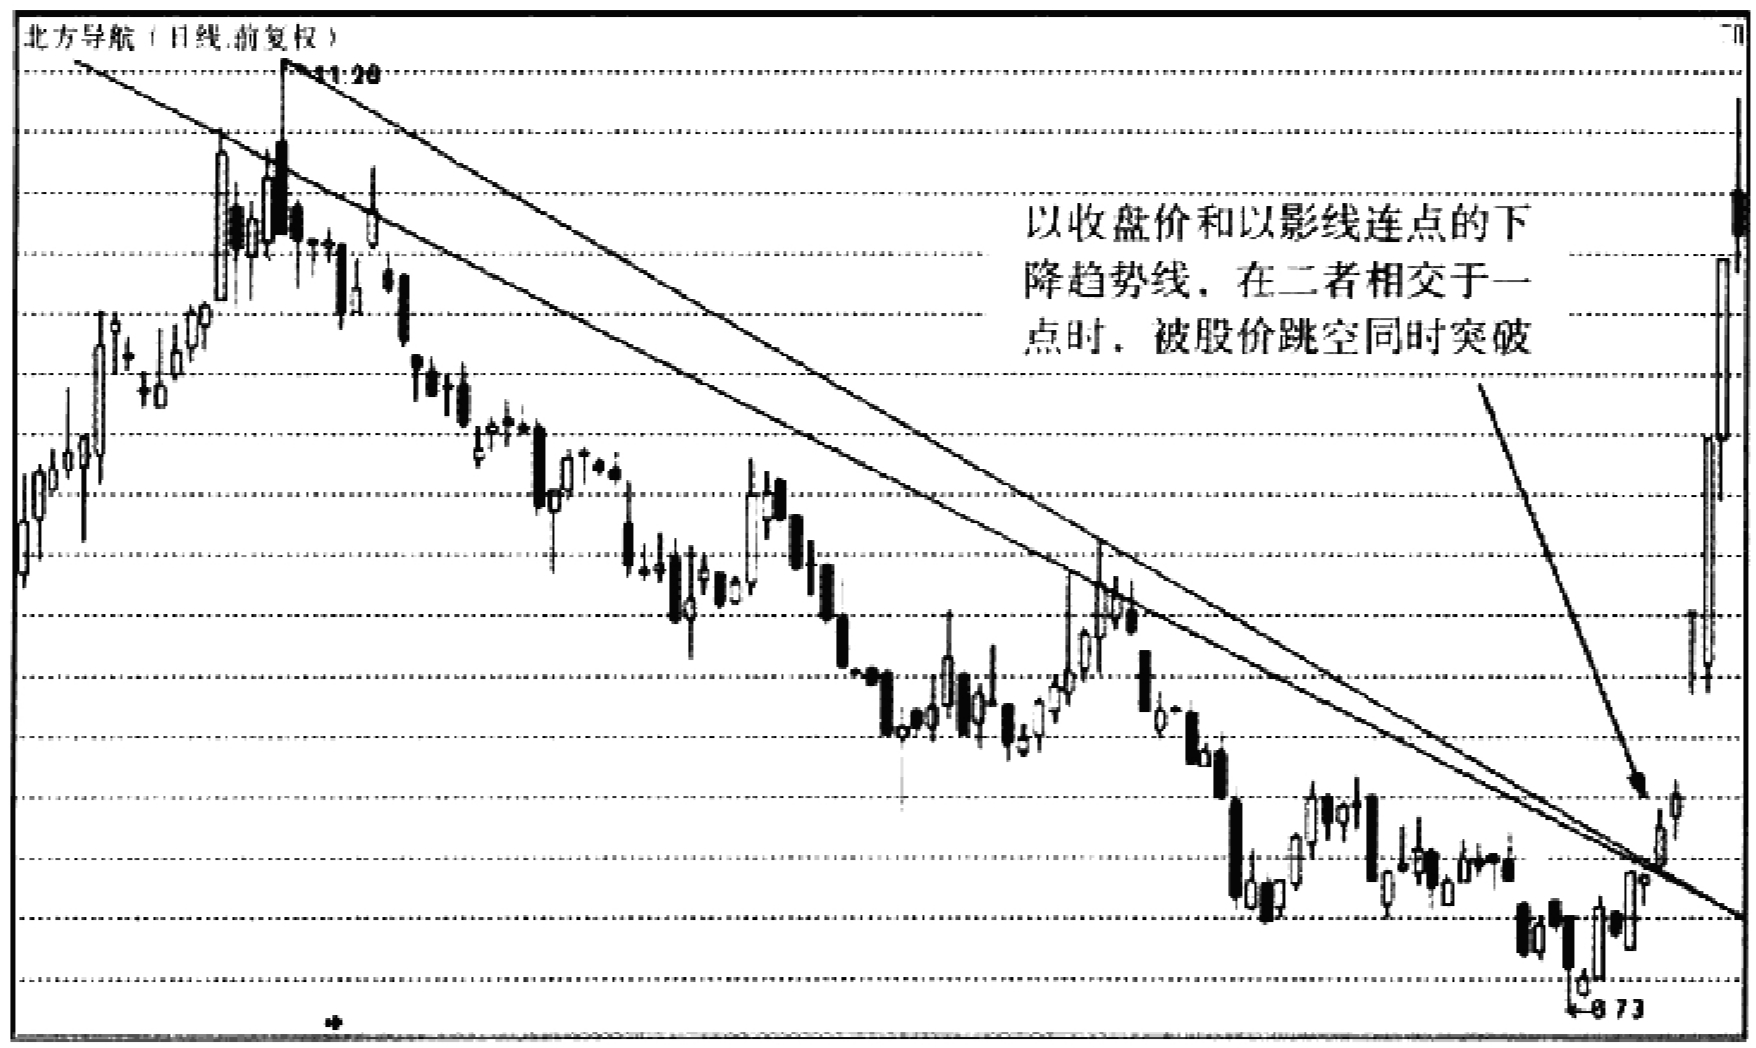 北方导航（日线.前复权）
11.20
以收盘价和以影线连点的下
降趋势线．在二者相交于一
点时．被股价跳空同时突破
6.73